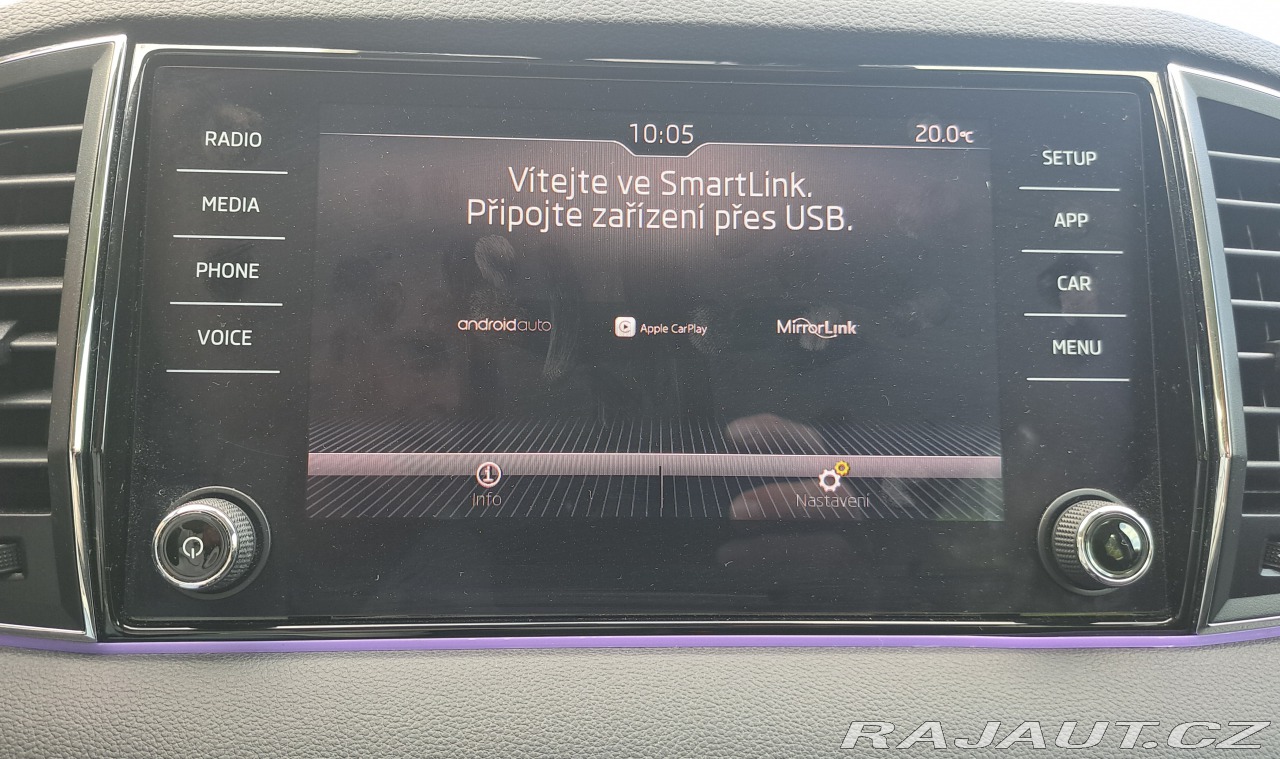 RADIO
MEDIA
PHONE
VOICE
10:05
20.0°C
Vítejte ve SmartLink.
Připojte zařízení přes USB.
androidauto
Apple CarPlay
MirrorLink
Info
Nastavení
SETUP
APP
CAR
MENU
RAJAUT.CZ